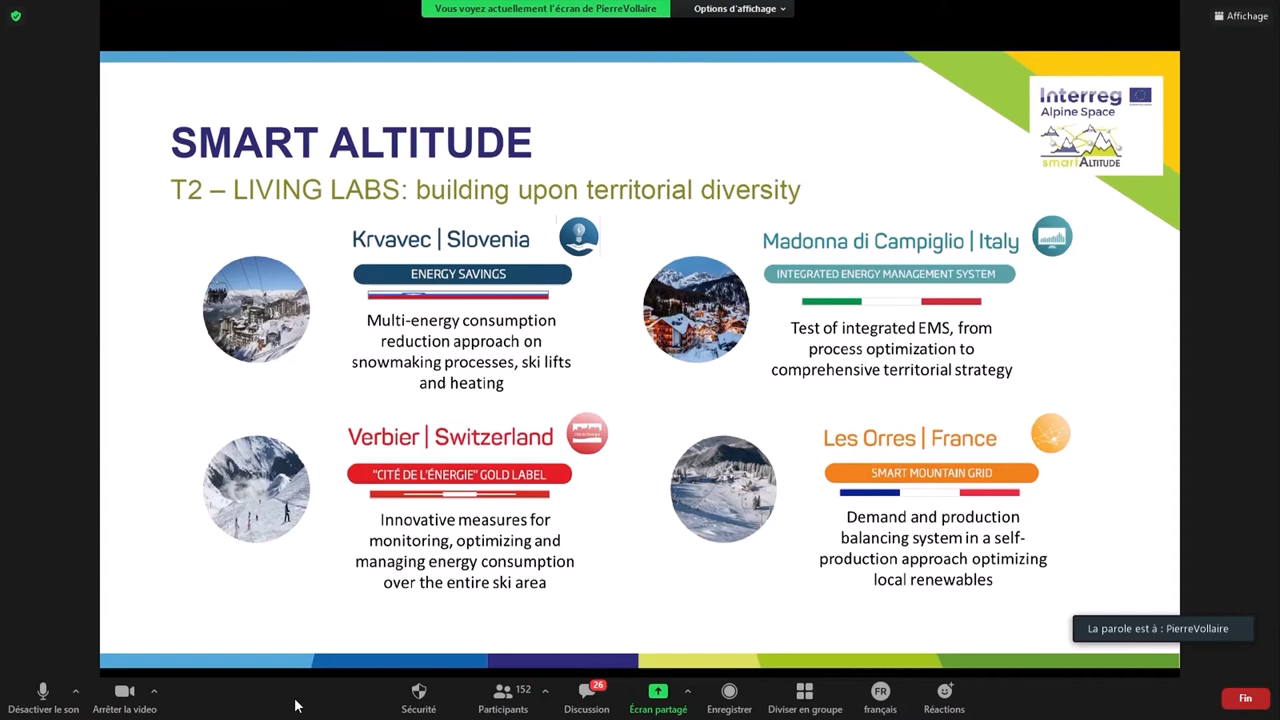 Vous voyez actuellement l'écran de PierreVollaire
Options d'affichage
Affichage
Interreg
Alpine Space
smartALTITUDE
SMART ALTITUDE
T2 – LIVING LABS: building upon territorial diversity
Krvavec | Slovenia
ENERGY SAVINGS
Multi-energy consumption
reduction approach on
snowmaking processes, ski lifts
and heating
Madonna di Campiglio | Italy
INTEGRATED ENERGY MANAGEMENT SYSTEM
Test of integrated EMS, from
process optimization to
comprehensive territorial strategy
Verbier | Switzerland
"CITÉ DE L'ÉNERGIE" GOLD LABEL
Innovative measures for
monitoring, optimizing and
managing energy consumption
over the entire ski area
Les Orres | France
SMART MOUNTAIN GRID
Demand and production
balancing system in a self-
production approach optimizing
local renewables
La parole est à : PierreVollaire
Désactiver le son
Arrêter la video
Sécurité
152
Participants
26
Discussion
Écran partagé
Enregistrer
Diviser en groupe
FR
français
Réactions
Fin